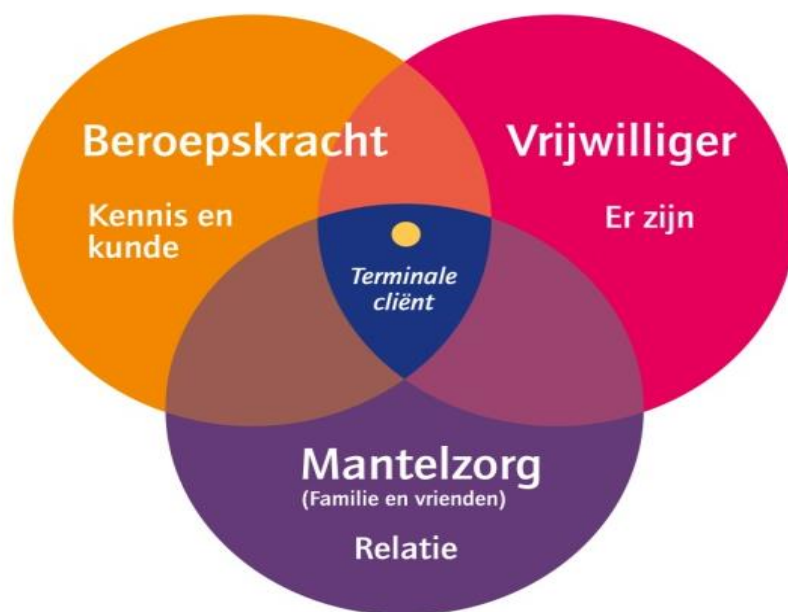 Beroepskracht
Kennis en
kunde
Vrijwilliger
Er zijn
Terminale
cliënt
Mantelzorg
(Familie en vrienden)
Relatie